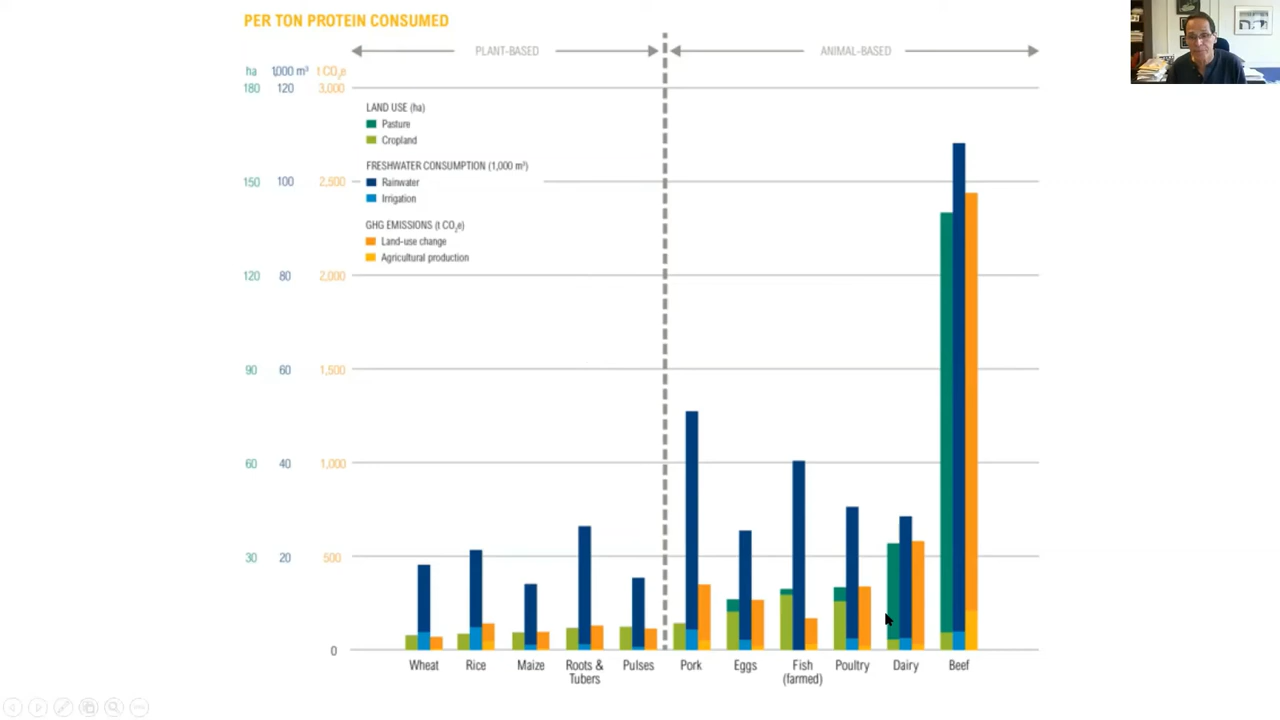 PER TON PROTEIN CONSUMED
PLANT-BASED
ANIMAL-BASED
ha 1,000 m³ t CO₂e
180 120 3,000
LAND USE (ha)
Pasture
Cropland
FRESHWATER CONSUMPTION (1,000 m³)
150 100 2,500
Rainwater
Irrigation
GHG EMISSIONS (t CO₂e)
Land-use change
Agricultural production
120 80 2,000
90 60 1,500
60 40 1,000
30 20 500
0
Wheat Rice Maize Roots & Pulses Pork Eggs Fish Poultry Dairy Beef
Tubers (farmed)